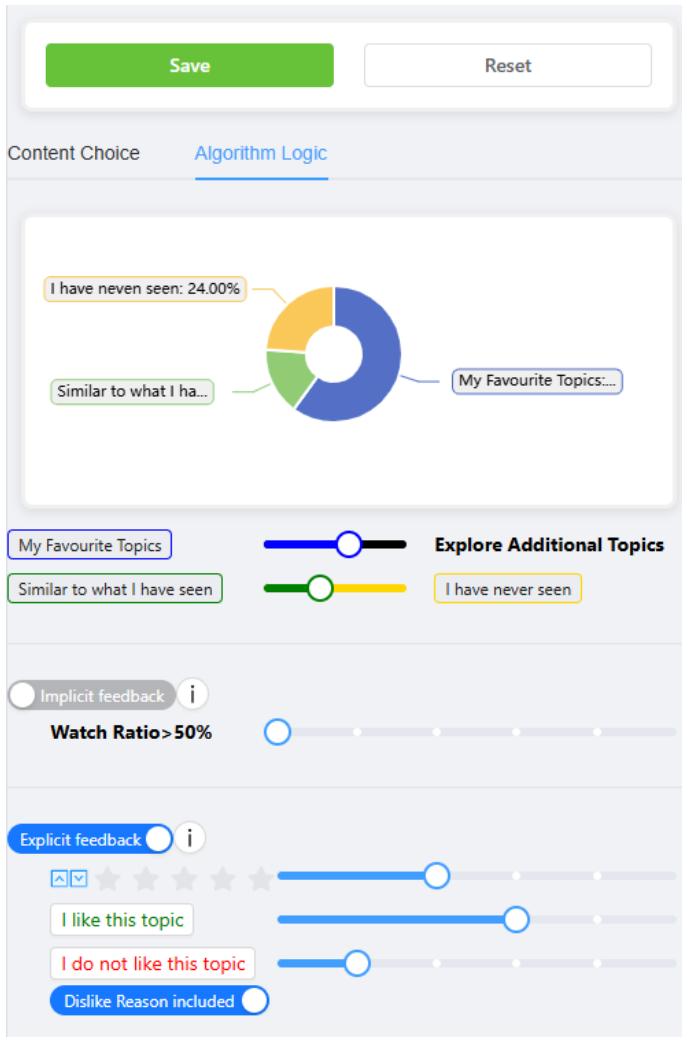 Save
Reset
Content Choice
Algorithm Logic
I have neven seen: 24.00%
Similar to what I ha...
My Favourite Topics:...
My Favourite Topics
Explore Additional Topics
Similar to what I have seen
I have never seen
Implicit feedback
i
Watch Ratio>50%
Explicit feedback
i
I like this topic
I do not like this topic
Dislike Reason included